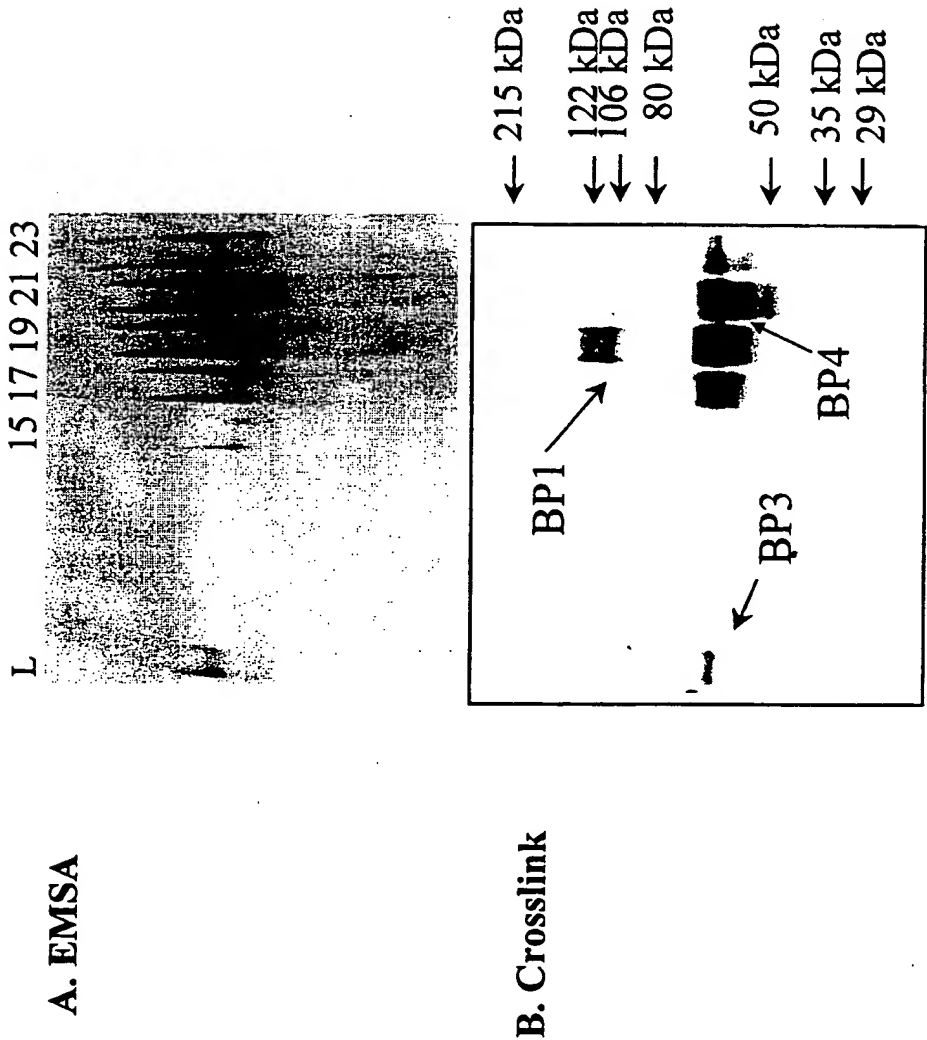 A. EMSA
L 15 17 19 21 23
B. Crosslink
BP1
BP3
BP4
215 kDa
122 kDa
106 kDa
80 kDa
50 kDa
35 kDa
29 kDa